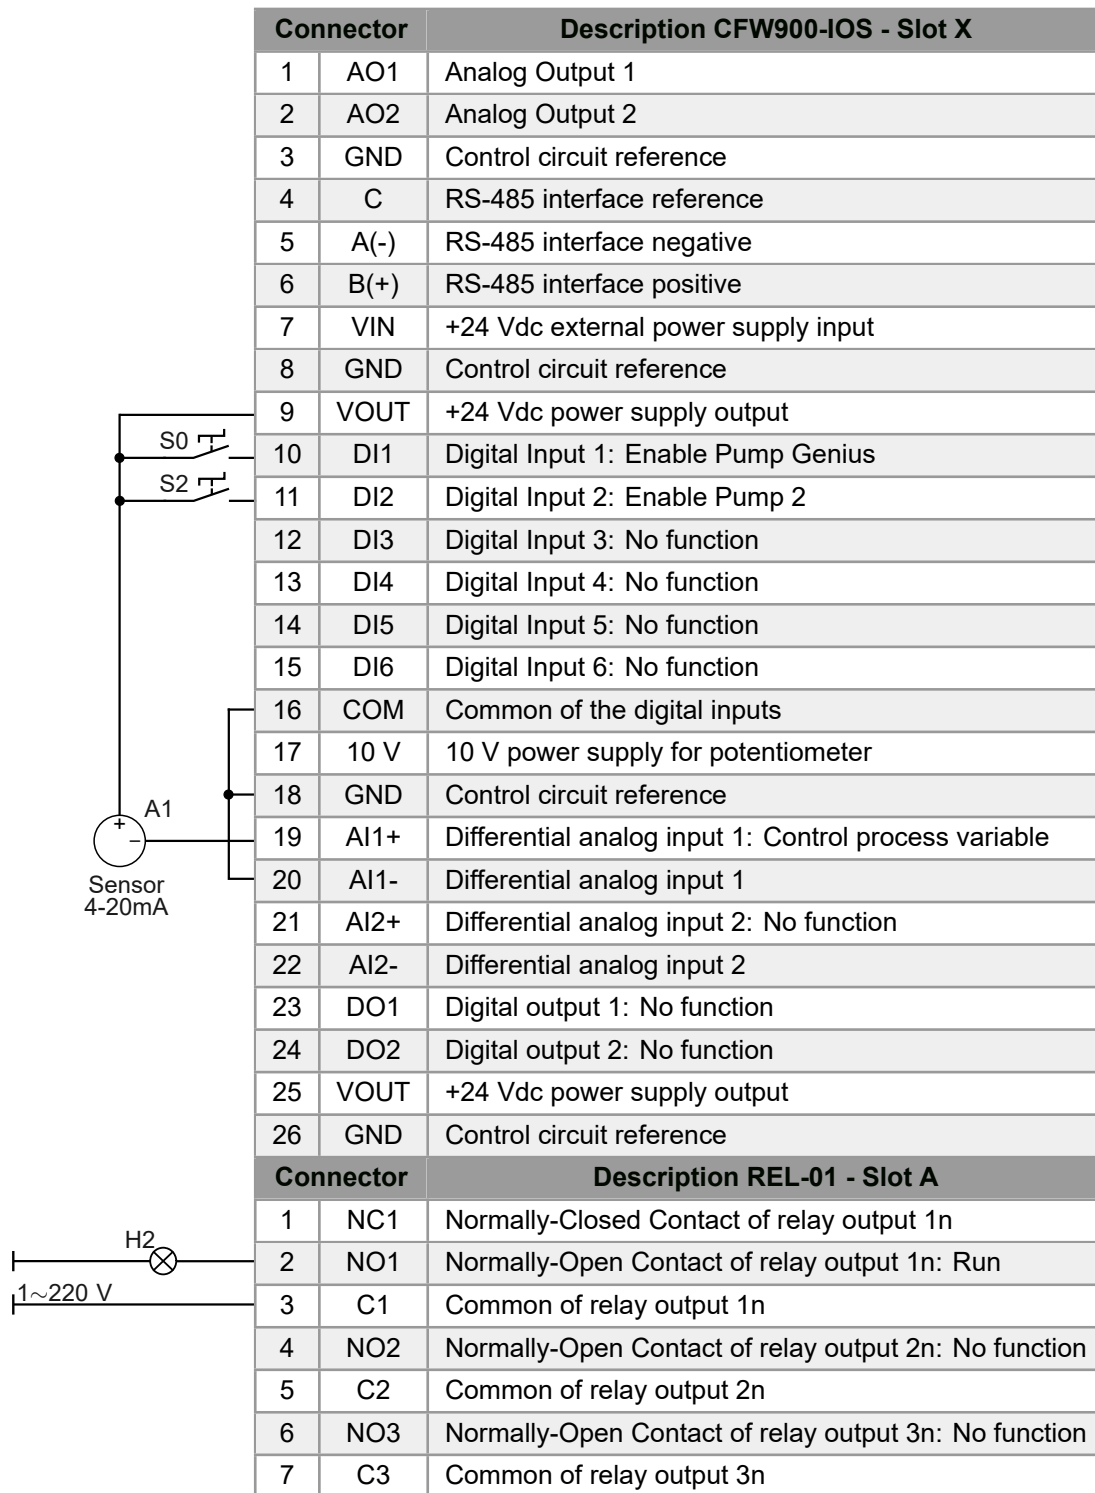 Connector Description CFW900-IOS - Slot X
1 AO1 Analog Output 1
2 AO2 Analog Output 2
3 GND Control circuit reference
4 C RS-485 interface reference
5 A(-) RS-485 interface negative
6 B(+) RS-485 interface positive
7 VIN +24 Vdc external power supply input
8 GND Control circuit reference
9 VOUT +24 Vdc power supply output
S0 10 DI1 Digital Input 1: Enable Pump Genius
S2 11 DI2 Digital Input 2: Enable Pump 2
12 DI3 Digital Input 3: No function
13 DI4 Digital Input 4: No function
14 DI5 Digital Input 5: No function
15 DI6 Digital Input 6: No function
16 COM Common of the digital inputs
17 10 V 10 V power supply for potentiometer
18 GND Control circuit reference
A1
+ − 19 AI1+ Differential analog input 1: Control process variable
Sensor 20 AI1- Differential analog input 1
4-20mA
21 AI2+ Differential analog input 2: No function
22 AI2- Differential analog input 2
23 DO1 Digital output 1: No function
24 DO2 Digital output 2: No function
25 VOUT +24 Vdc power supply output
26 GND Control circuit reference
Connector Description REL-01 - Slot A
1 NC1 Normally-Closed Contact of relay output 1n
H2
2 NO1 Normally-Open Contact of relay output 1n: Run
1~220 V 3 C1 Common of relay output 1n
4 NO2 Normally-Open Contact of relay output 2n: No function
5 C2 Common of relay output 2n
6 NO3 Normally-Open Contact of relay output 3n: No function
7 C3 Common of relay output 3n